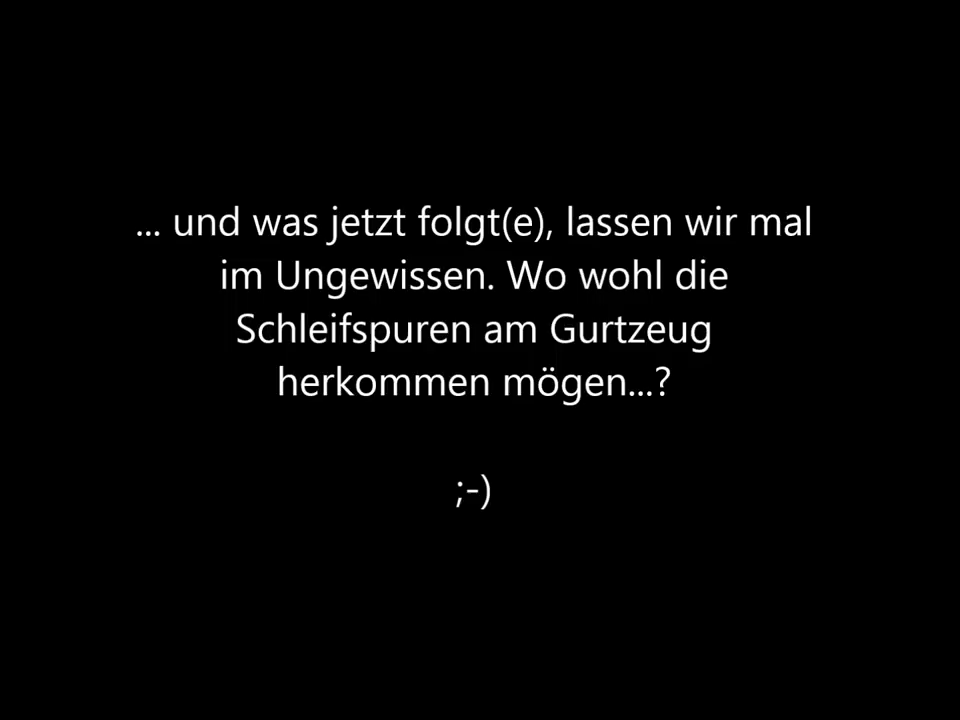 ... und was jetzt folgt(e), lassen wir mal
im Ungewissen. Wo wohl die
Schleifspuren am Gurtzeug
herkommen mögen...?
;-)